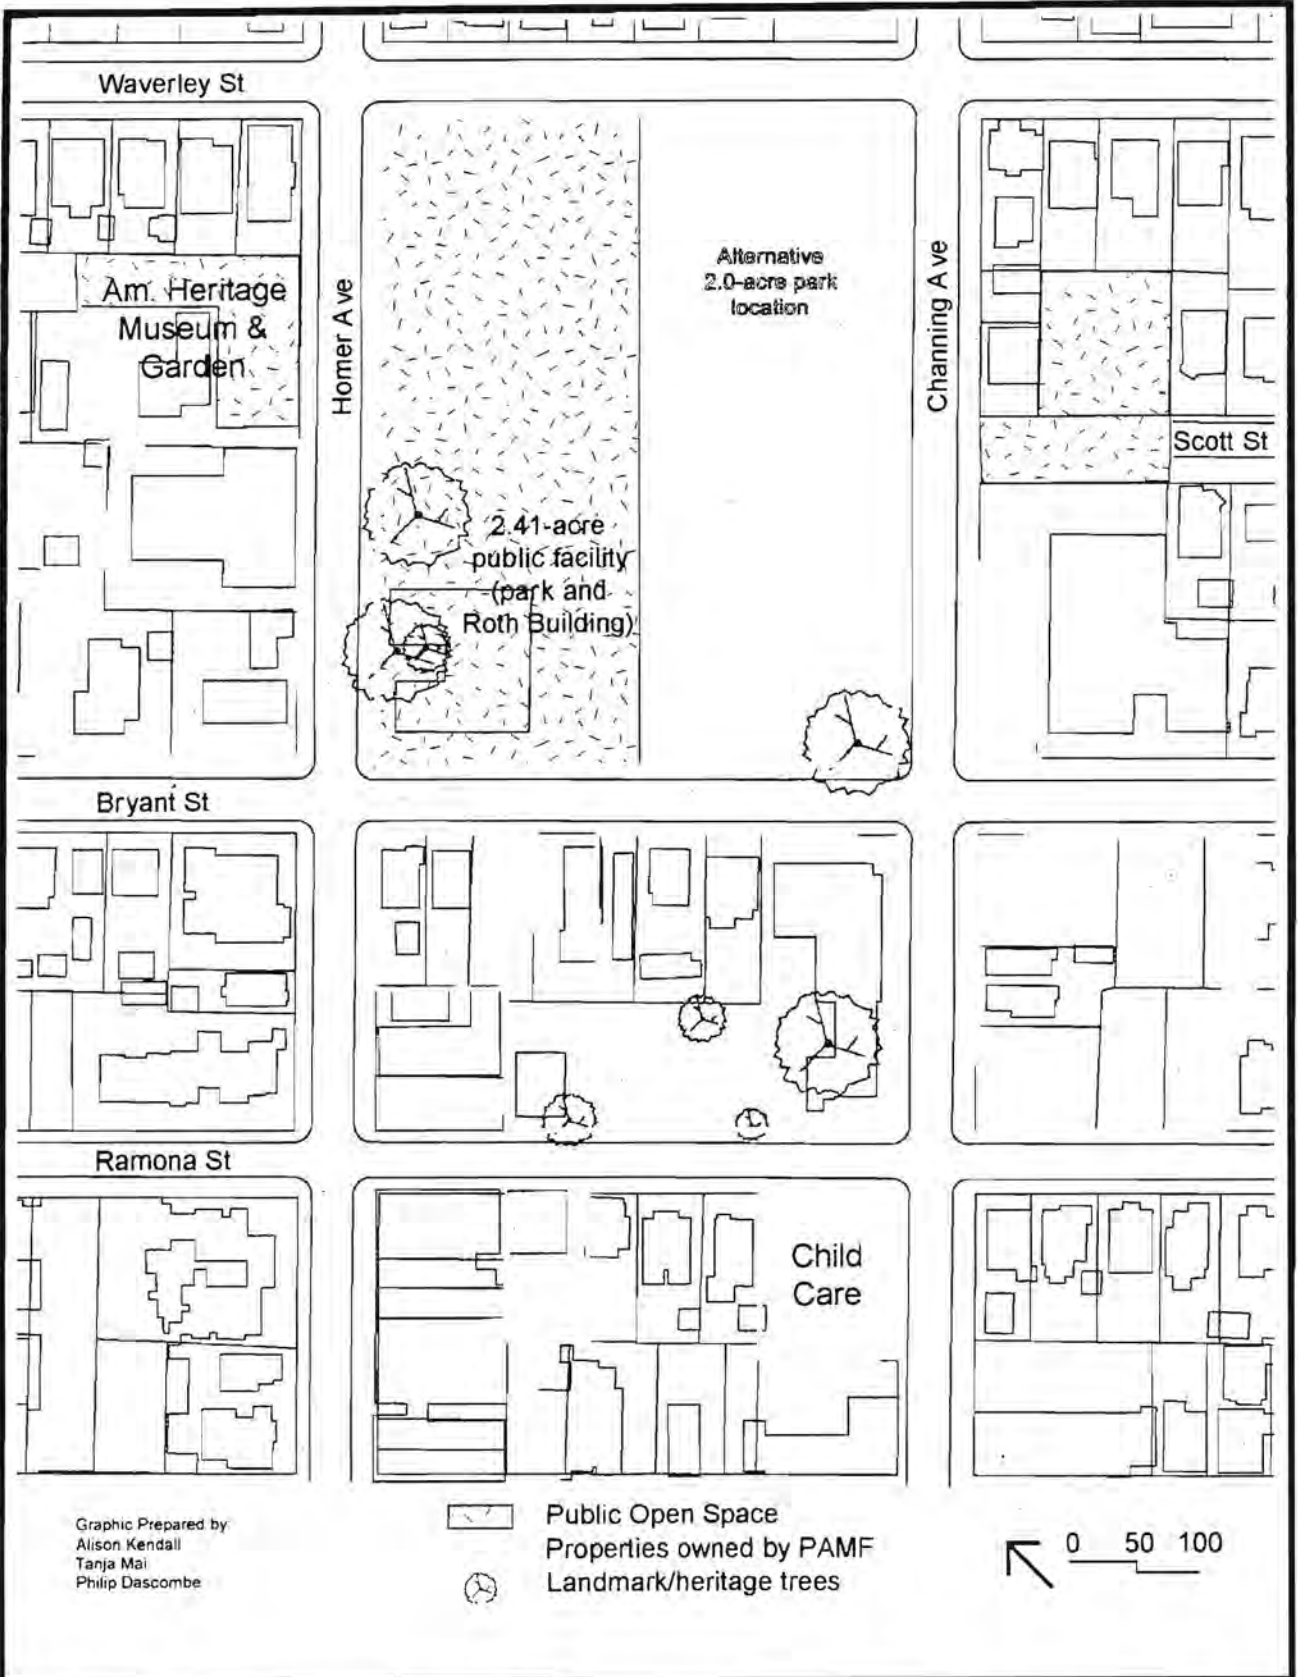 Waverley St
Alternative
2.0-acre park
location
Am. Heritage
Museum &
Garden
Homer Ave
Channing Ave
Scott St
2.41-acre
public facility
(park and
Roth Building)
Bryant St
Ramona St
Child
Care
Graphic Prepared by
Alison Kendall
Tanja Mai
Philip Dascombe
Public Open Space
Properties owned by PAMF
Landmark/heritage trees
0 50 100